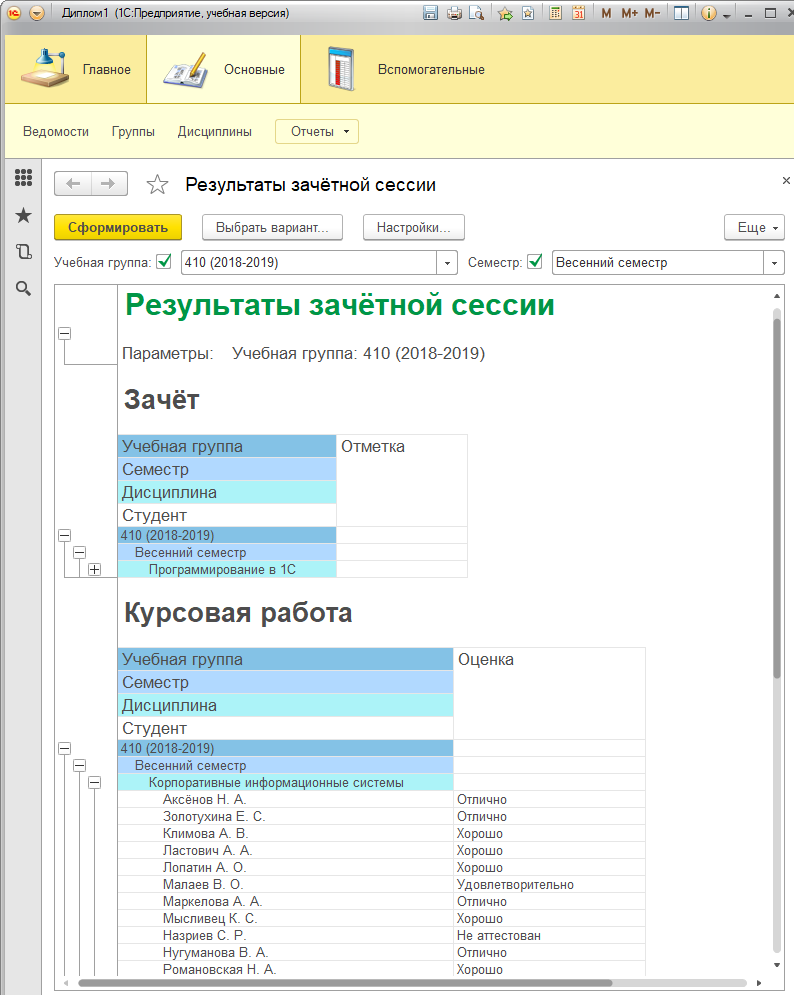 Диплом1 (1С:Предприятие, учебная версия)
M M+ M-
Главное Основные Вспомогательные
Ведомости Группы Дисциплины Отчеты
Результаты зачётной сессии
Сформировать Выбрать вариант... Настройки... Еще
Учебная группа: 410 (2018-2019) Семестр: Весенний семестр
Результаты зачётной сессии
Параметры: Учебная группа: 410 (2018-2019)
Зачёт
Учебная группа Отметка
Семестр
Дисциплина
Студент
410 (2018-2019)
Весенний семестр
Программирование в 1С
Курсовая работа
Учебная группа Оценка
Семестр
Дисциплина
Студент
410 (2018-2019)
Весенний семестр
Корпоративные информационные системы
Аксёнов Н. А. Отлично
Золотухина Е. С. Отлично
Климова А. В. Хорошо
Ластович А. А. Хорошо
Лопатин А. О. Хорошо
Малаев В. О. Удовлетворительно
Маркелова А. А. Отлично
Мысливец К. С. Хорошо
Назриев С. Р. Не аттестован
Нугуманова В. А. Отлично
Романовская Н. А. Хорошо